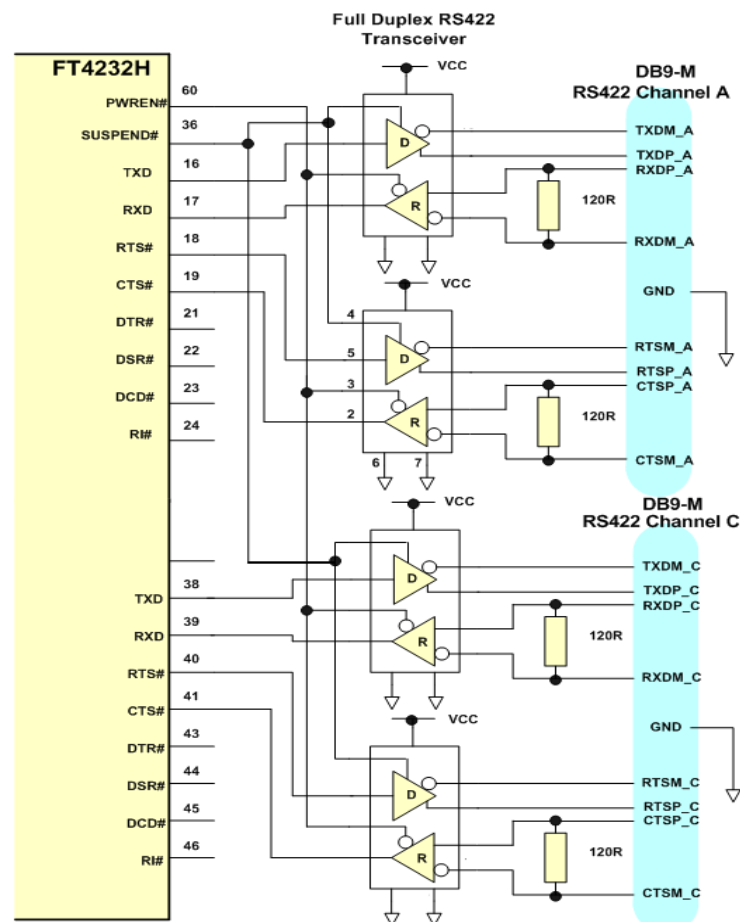 Full Duplex RS422
Transceiver
FT4232H
VCC
DB9-M
RS422 Channel A
PWREN#
60
SUSPEND#
36
TXD
16
RXD
17
RTS#
18
CTS#
19
DTR#
21
DSR#
22
DCD#
23
RI#
24
D
R
TXDM_A
TXDP_A
RXDP_A
120R
RXDM_A
GND
VCC
4
5
3
2
D
R
6
7
RTSM_A
RTSP_A
CTSP_A
120R
CTSM_A
DB9-M
RS422 Channel C
VCC
TXD
38
RXD
39
RTS#
40
CTS#
41
DTR#
43
DSR#
44
DCD#
45
RI#
46
D
R
TXDM_C
TXDP_C
RXDP_C
120R
RXDM_C
GND
VCC
D
R
RTSM_C
RTSP_C
CTSP_C
120R
CTSM_C